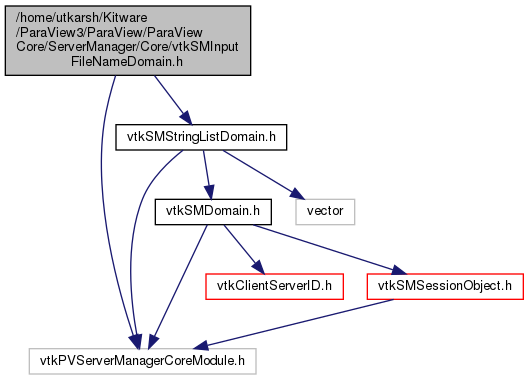 /home/utkarsh/Kitware
/ParaView3/ParaView/ParaView
Core/ServerManager/Core/vtkSMInput
FileNameDomain.h
vtkSMStringListDomain.h
vtkSMDomain.h
vector
vtkClientServerID.h
vtkSMSessionObject.h
vtkPVServerManagerCoreModule.h